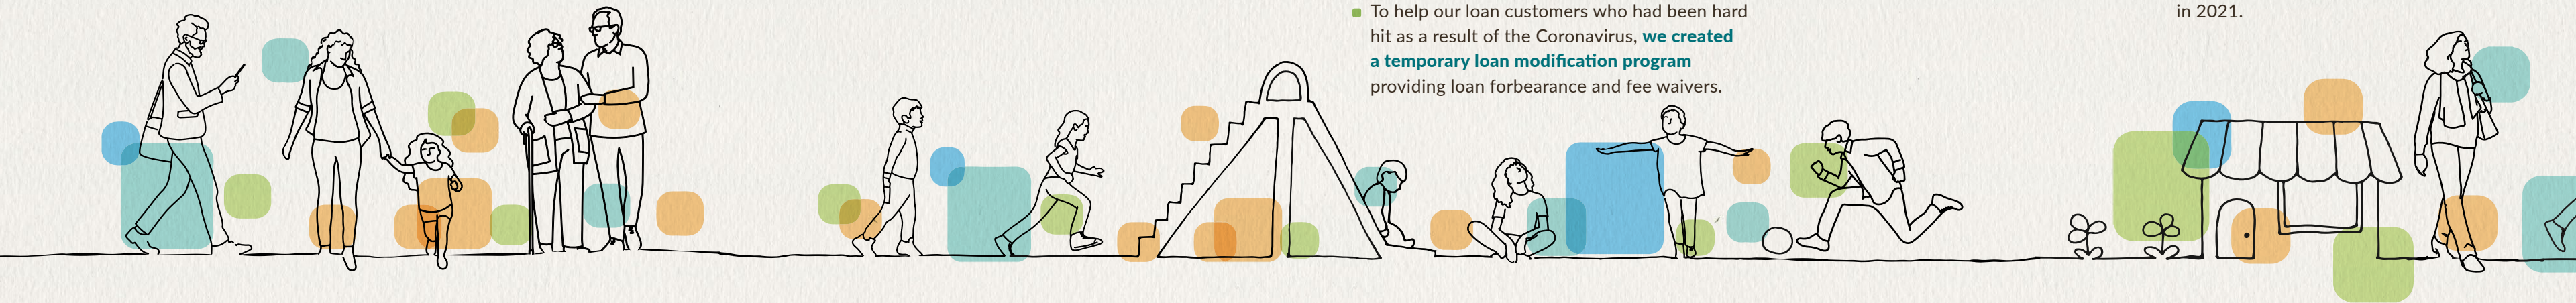 To help our loan customers who had been hard
hit as a result of the Coronavirus, we created
a temporary loan modification program
providing loan forbearance and fee waivers.
in 2021.